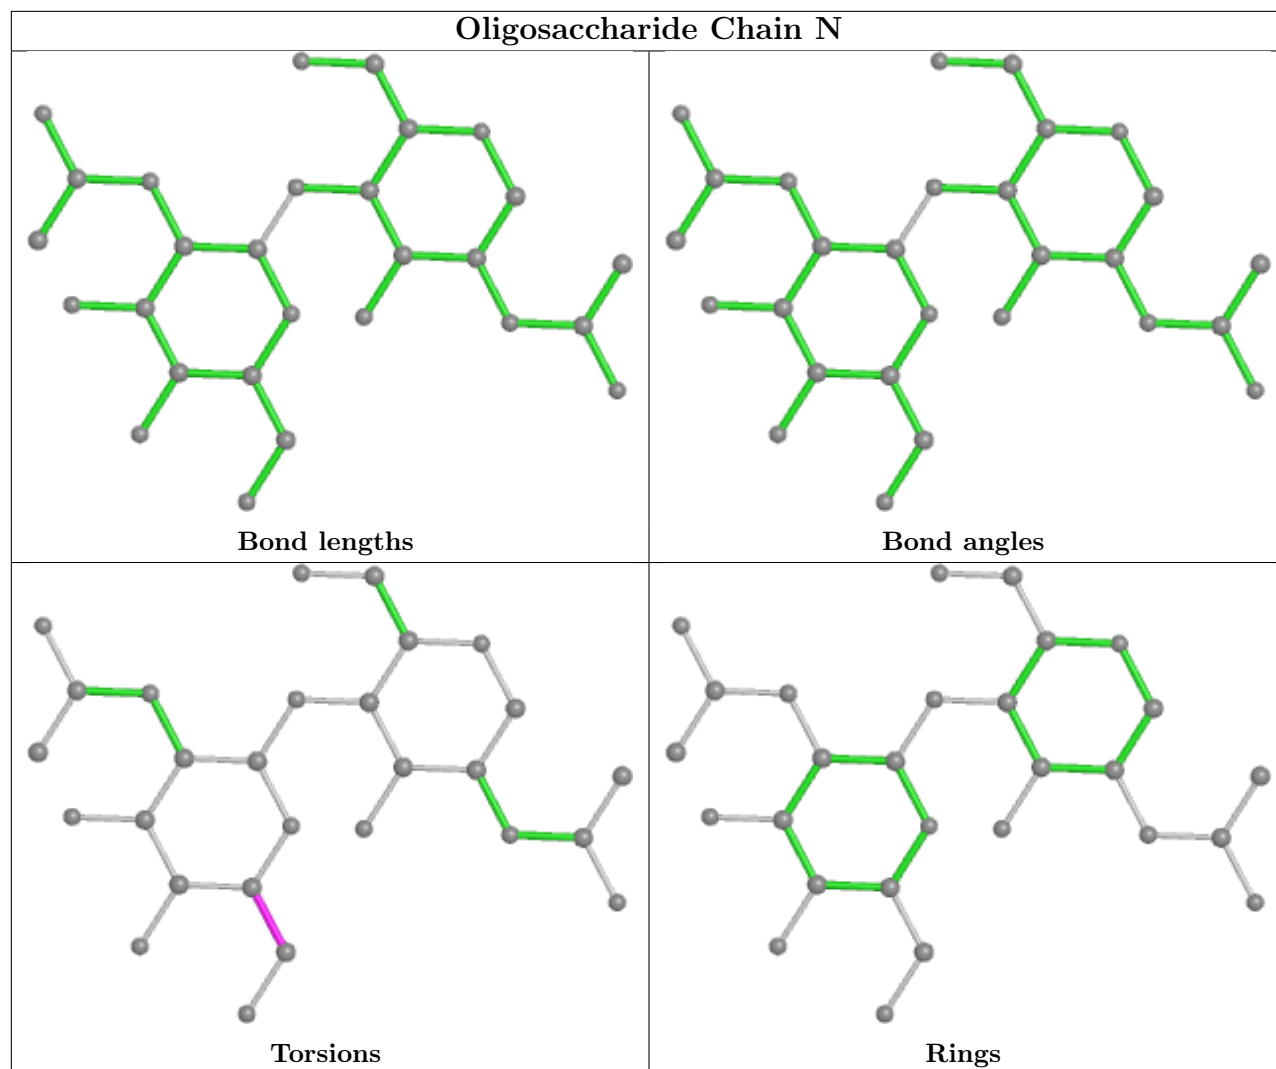 Oligosaccharide Chain N
Bond lengths
Bond angles
Torsions
Rings